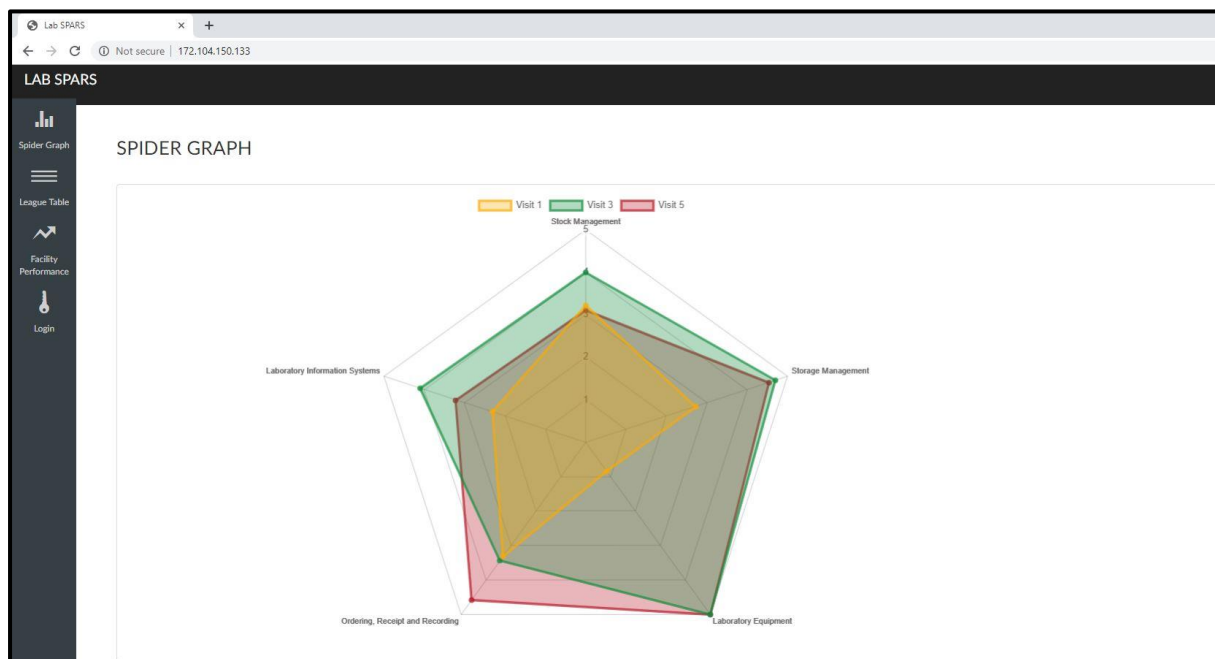 Lab SPARS
Not secure | 172.104.150.133
LAB SPARS
Spider Graph
League Table
Facility
Performance
Login
SPIDER GRAPH
Visit 1 Visit 3 Visit 5
Stock Management
5
4
3
2
1
Laboratory Information Systems
Storage Management
Ordering, Receipt and Recording
Laboratory Equipment